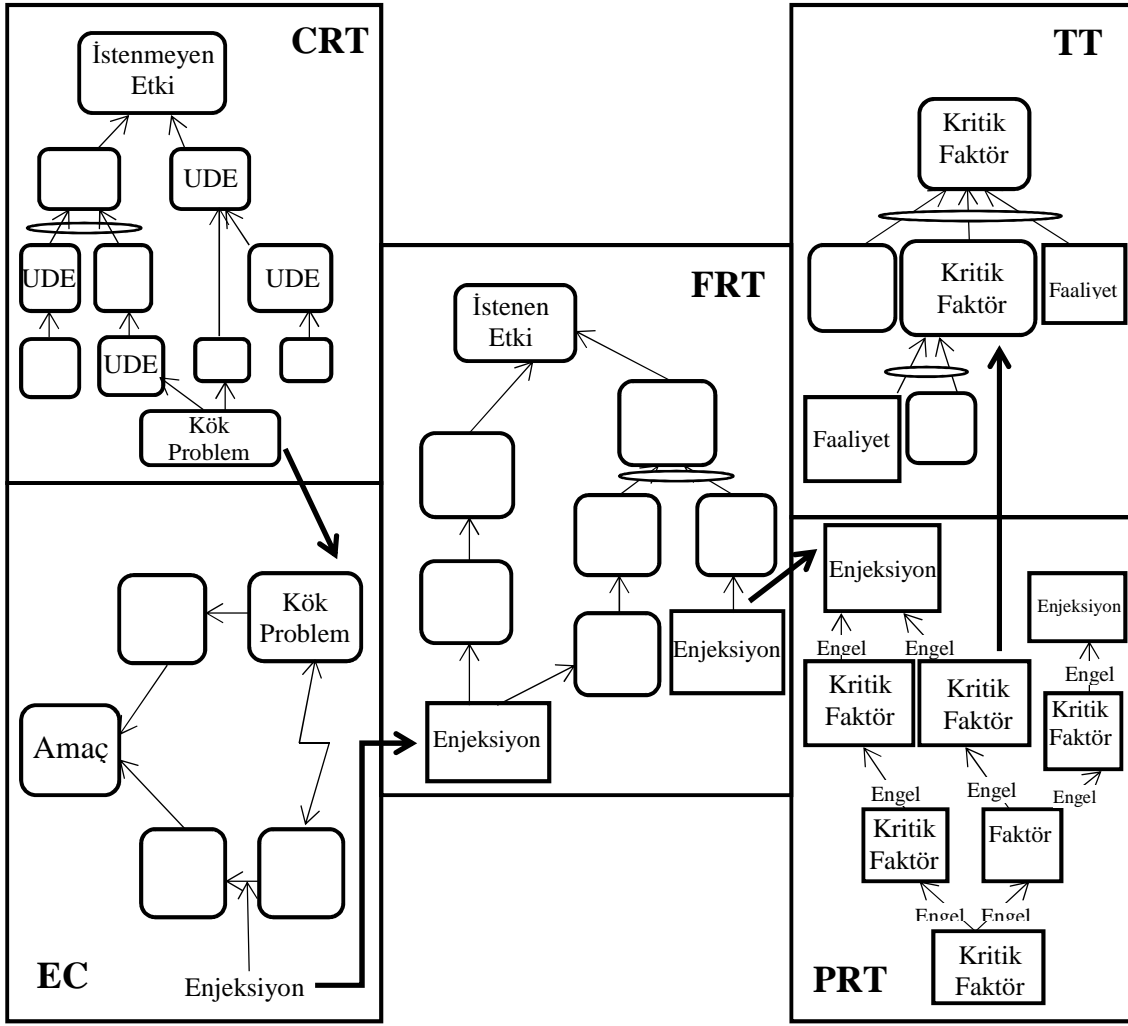 CRT
İstenmeyen
Etki
UDE
UDE
UDE
UDE
Kök
Problem
EC
Kök
Problem
Amaç
Enjeksiyon
FRT
İstenen
Etki
Enjeksiyon
Enjeksiyon
TT
Kritik
Faktör
Kritik
Faktör
Faaliyet
Faaliyet
PRT
Enjeksiyon
Enjeksiyon
Engel
Engel
Engel
Kritik
Faktör
Kritik
Faktör
Kritik
Faktör
Engel
Engel
Engel
Kritik
Faktör
Faktör
Engel
Engel
Kritik
Faktör